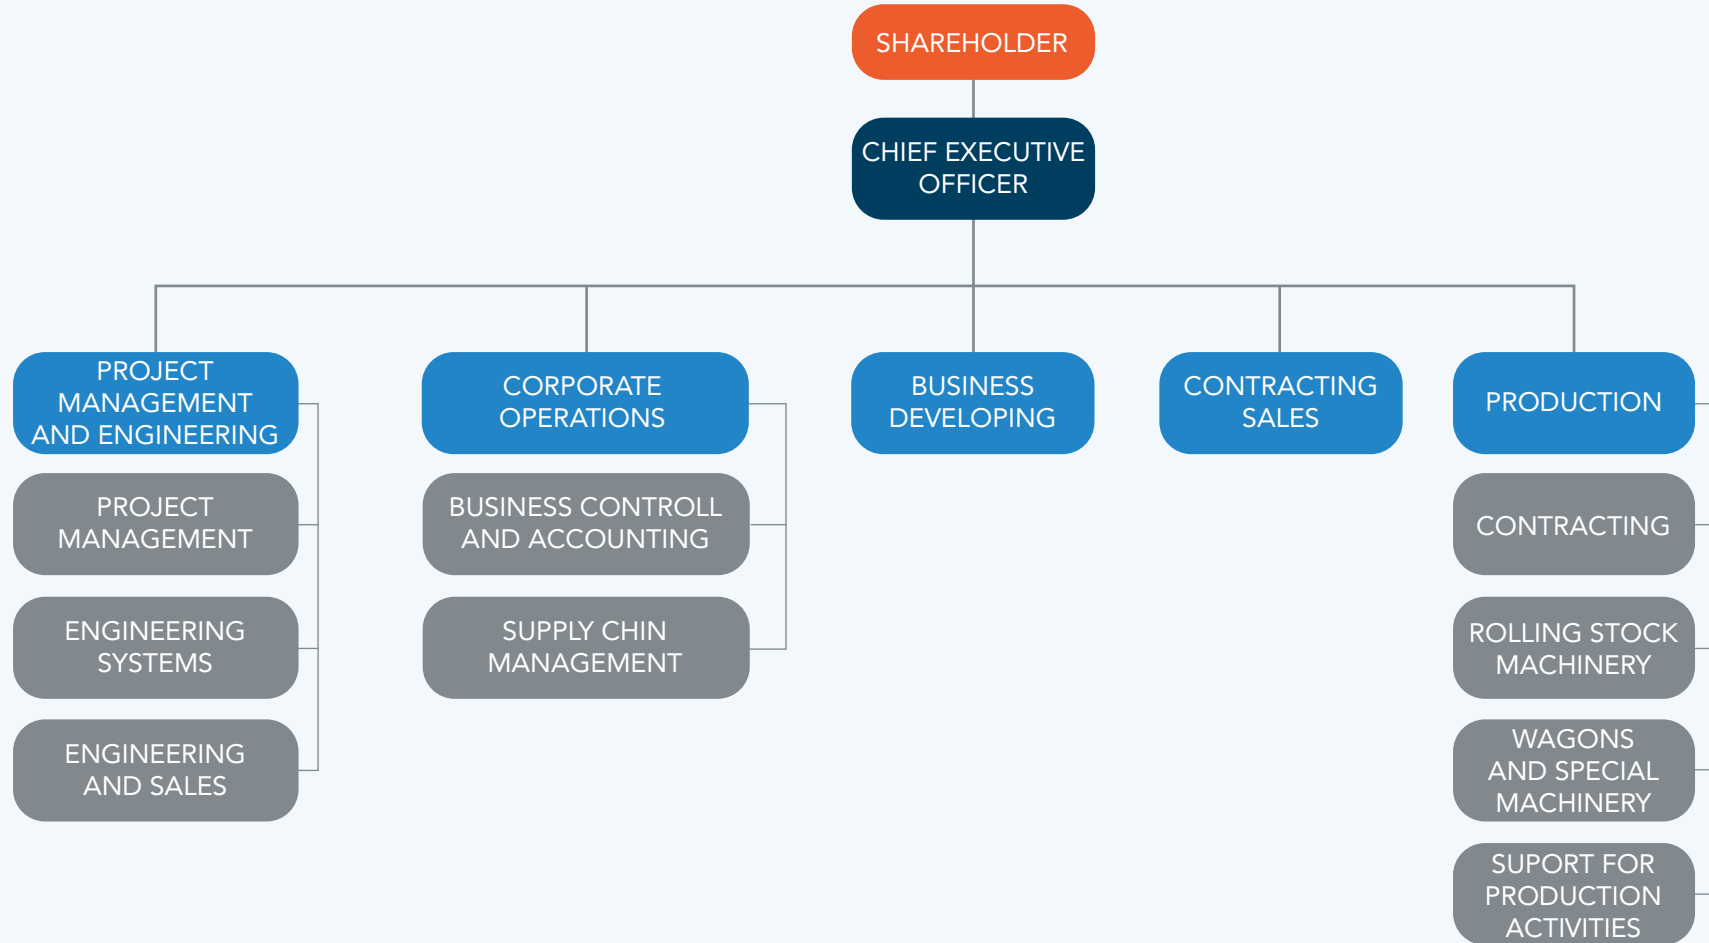 SHAREHOLDER
CHIEF EXECUTIVE
OFFICER
PROJECT
MANAGEMENT
AND ENGINEERING
CORPORATE
OPERATIONS
BUSINESS
DEVELOPING
CONTRACTING
SALES
PRODUCTION
PROJECT
MANAGEMENT
BUSINESS CONTROLL
AND ACCOUNTING
CONTRACTING
ENGINEERING
SYSTEMS
SUPPLY CHIN
MANAGEMENT
ROLLING STOCK
MACHINERY
ENGINEERING
AND SALES
WAGONS
AND SPECIAL
MACHINERY
SUPORT FOR
PRODUCTION
ACTIVITIES